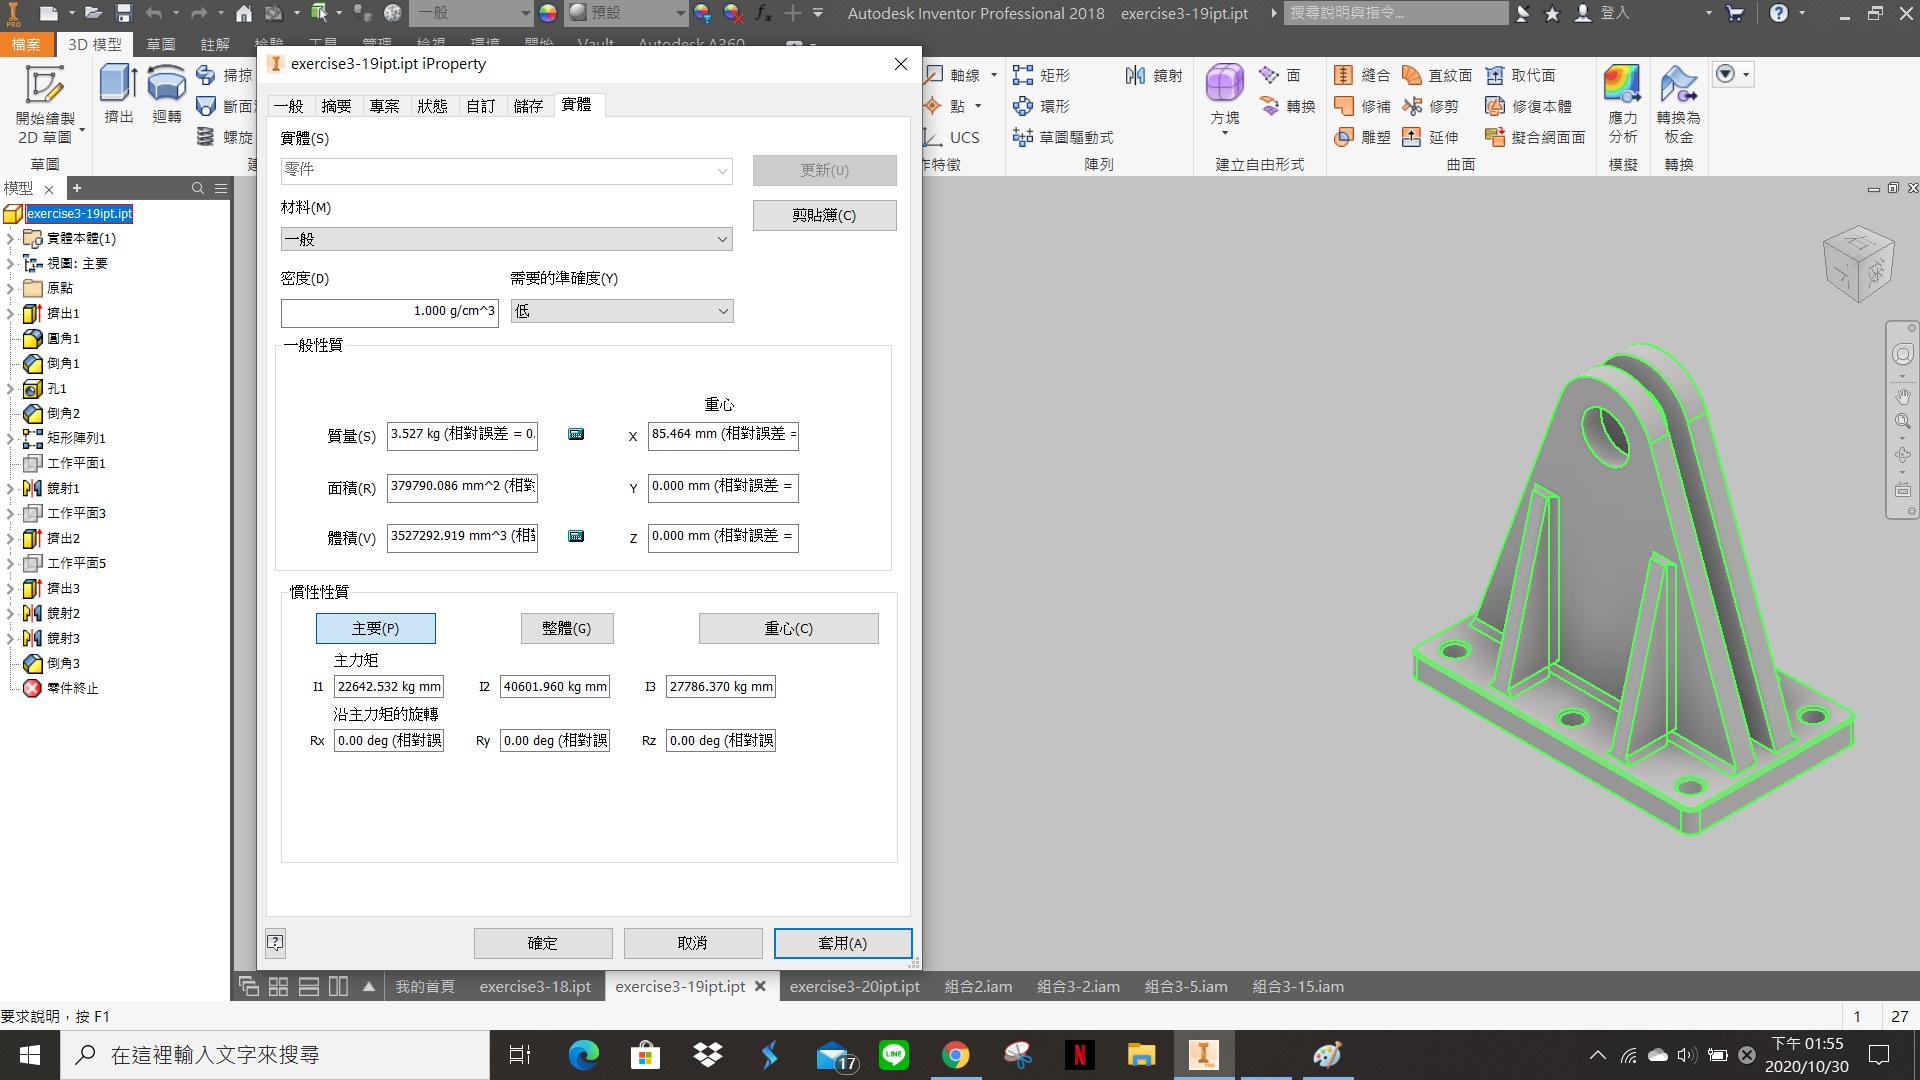 一般
預設
Autodesk Inventor Professional 2018 exercise3-19ipt.ipt
搜尋說明與指令...
登入
檔案
3D 模型
草圖
註解
檢驗
工具
管理
檢視
環境
開始
Vault
Autodesk A360
開始繪製
2D 草圖
草圖
擠出
迴轉
掃掠
斷面
螺旋
軸線
點
UCS
作特徵
矩形
環形
草圖驅動式
鏡射
陣列
方塊
面
轉換
建立自由形式
縫合
修補
雕塑
直紋面
修剪
延伸
取代面
修復本體
擬合網面面
曲面
應力
分析
模擬
轉換為
板金
轉換
模型
exercise3-19ipt.ipt
實體本體(1)
視圖: 主要
原點
擠出1
圓角1
倒角1
孔1
倒角2
矩形陣列1
工作平面1
鏡射1
工作平面3
擠出2
工作平面5
擠出3
鏡射2
鏡射3
倒角3
零件終止
exercise3-19ipt.ipt iProperty
一般 摘要 專案 狀態 自訂 儲存 實體
實體(S)
零件
更新(U)
材料(M)
剪貼簿(C)
一般
密度(D)
需要的準確度(Y)
1.000 g/cm^3
低
一般性質
重心
質量(S) 3.527 kg (相對誤差 = 0.
X 85.464 mm (相對誤差 =
面積(R) 379790.086 mm^2 (相對
Y 0.000 mm (相對誤差 =
體積(V) 3527292.919 mm^3 (相
Z 0.000 mm (相對誤差 =
慣性性質
主要(P) 整體(G) 重心(C)
主力矩
I1 22642.532 kg mm I2 40601.960 kg mm I3 27786.370 kg mm
沿主力矩的旋轉
Rx 0.00 deg (相對誤 Ry 0.00 deg (相對誤 Rz 0.00 deg (相對誤
確定 取消 套用(A)
我的首頁 exercise3-18.ipt exercise3-19ipt.ipt exercise3-20ipt.ipt 組合2.iam 組合3-2.iam 組合3-5.iam 組合3-15.iam
要求說明，按 F1
1 27
在這裡輸入文字來搜尋
17
LINE
N
PRO
下午 01:55
2020/10/30